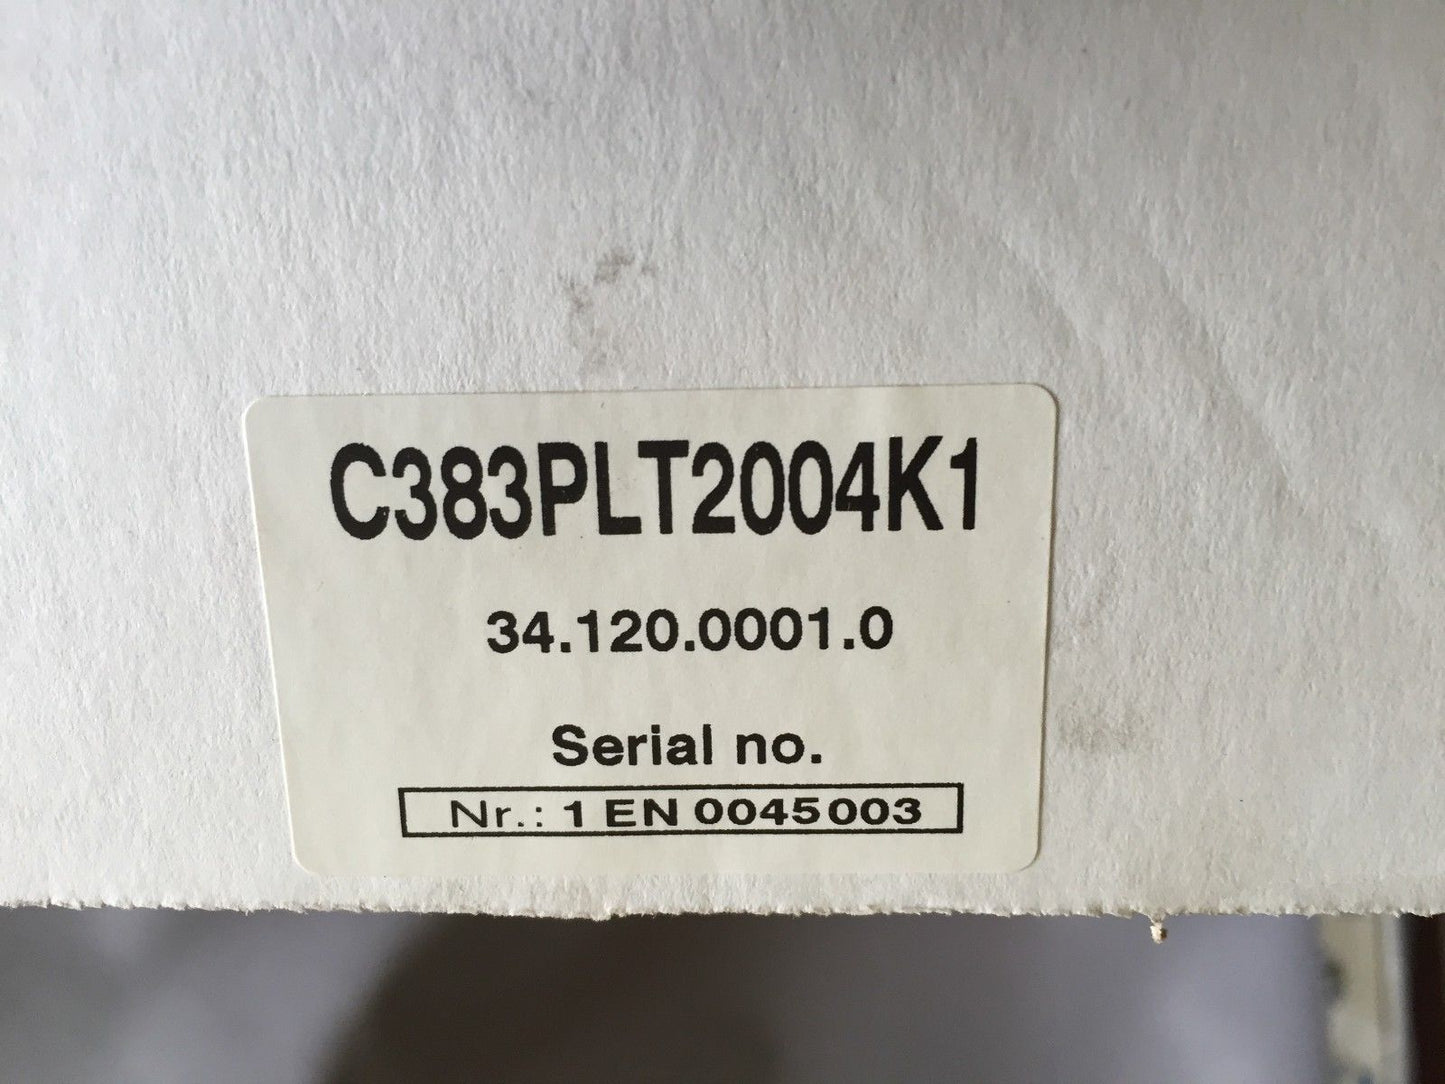 C383PLT2004K1
34.120.0001.0
Serial no.
Nr.: 1 EN 0045003